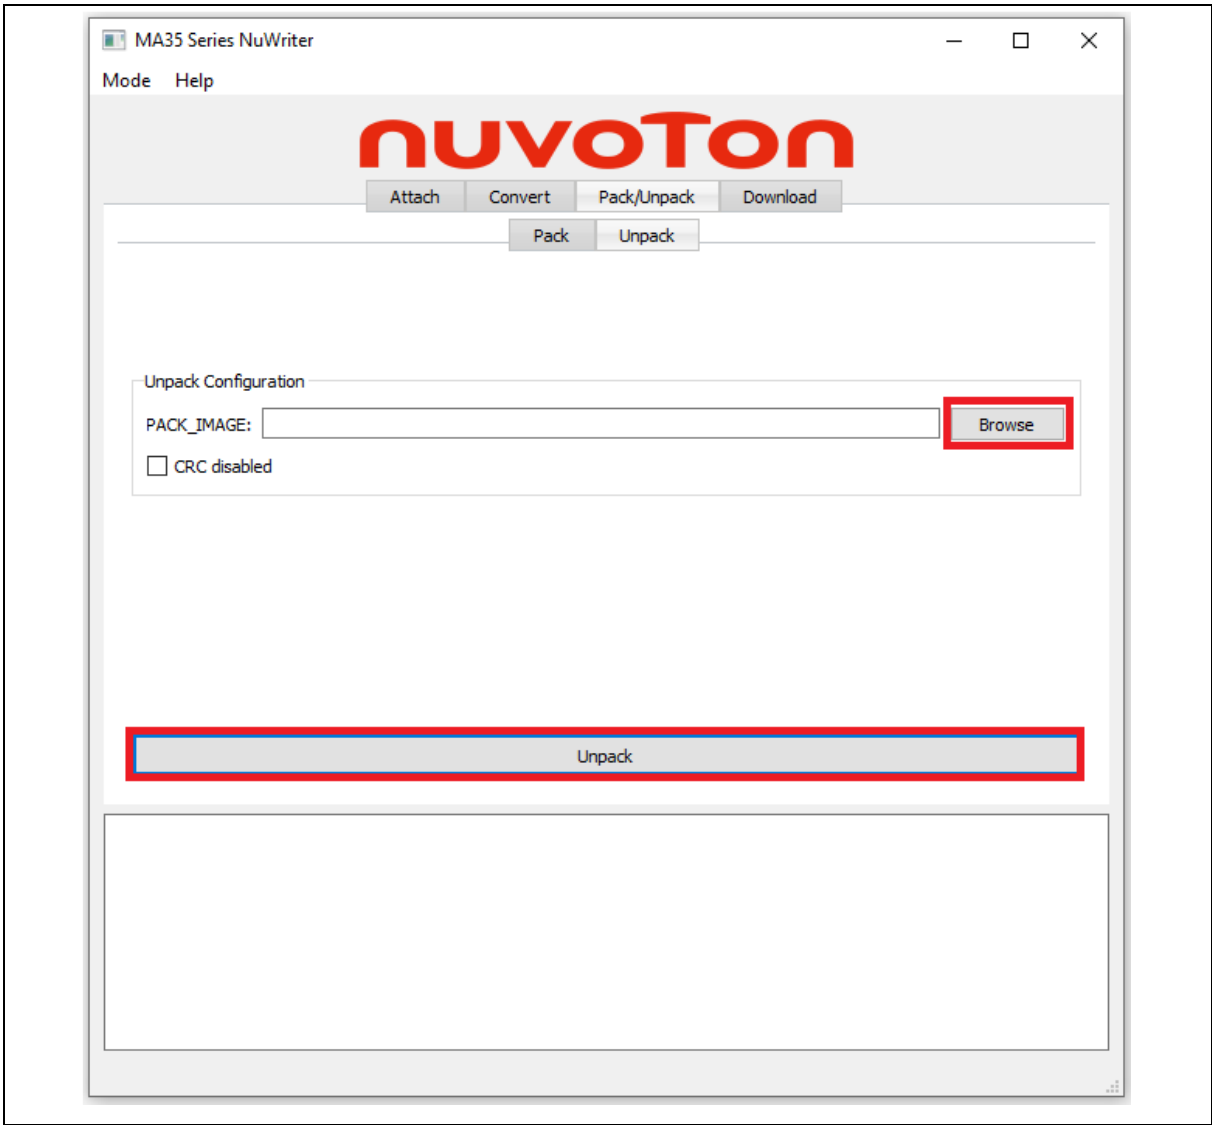 MA35 Series NuWriter
Mode Help
nuvoTon
Attach Convert Pack/Unpack Download
Pack Unpack
Unpack Configuration
PACK_IMAGE: Browse
CRC disabled
Unpack